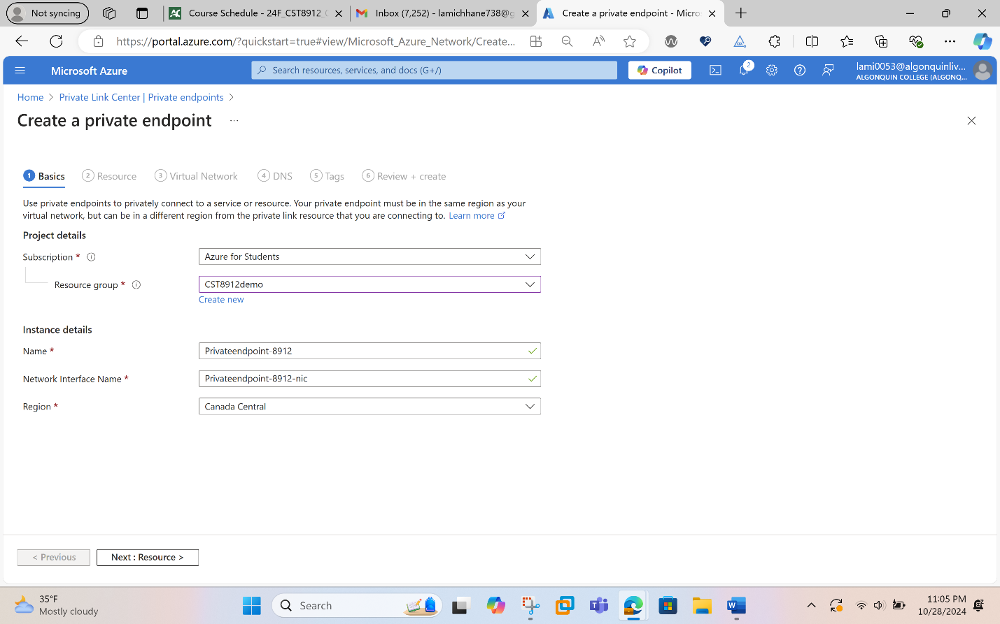 Not syncing
Course Schedule - 24F_CST8912_
Inbox (7,252) - lamichhane738@g
Create a private endpoint - Micro
https://portal.azure.com/?quickstart=true#view/Microsoft_Azure_Network/Create...
Microsoft Azure
Search resources, services, and docs (G+/)
Copilot
2
lami0053@algonquinliv...
ALGONQUIN COLLEGE (ALGONQ...
Home > Private Link Center | Private endpoints >
Create a private endpoint ...
1 Basics 2 Resource 3 Virtual Network 4 DNS 5 Tags 6 Review + create
Use private endpoints to privately connect to a service or resource. Your private endpoint must be in the same region as your
virtual network, but can be in a different region from the private link resource that you are connecting to. Learn more
Project details
Subscription *
Azure for Students
Resource group *
CST8912demo
Create new
Instance details
Name *
Privateendpoint-8912
Network Interface Name *
Privateendpoint-8912-nic
Region *
Canada Central
< Previous
Next : Resource >
35°F
Mostly cloudy
Search
11:05 PM
10/28/2024